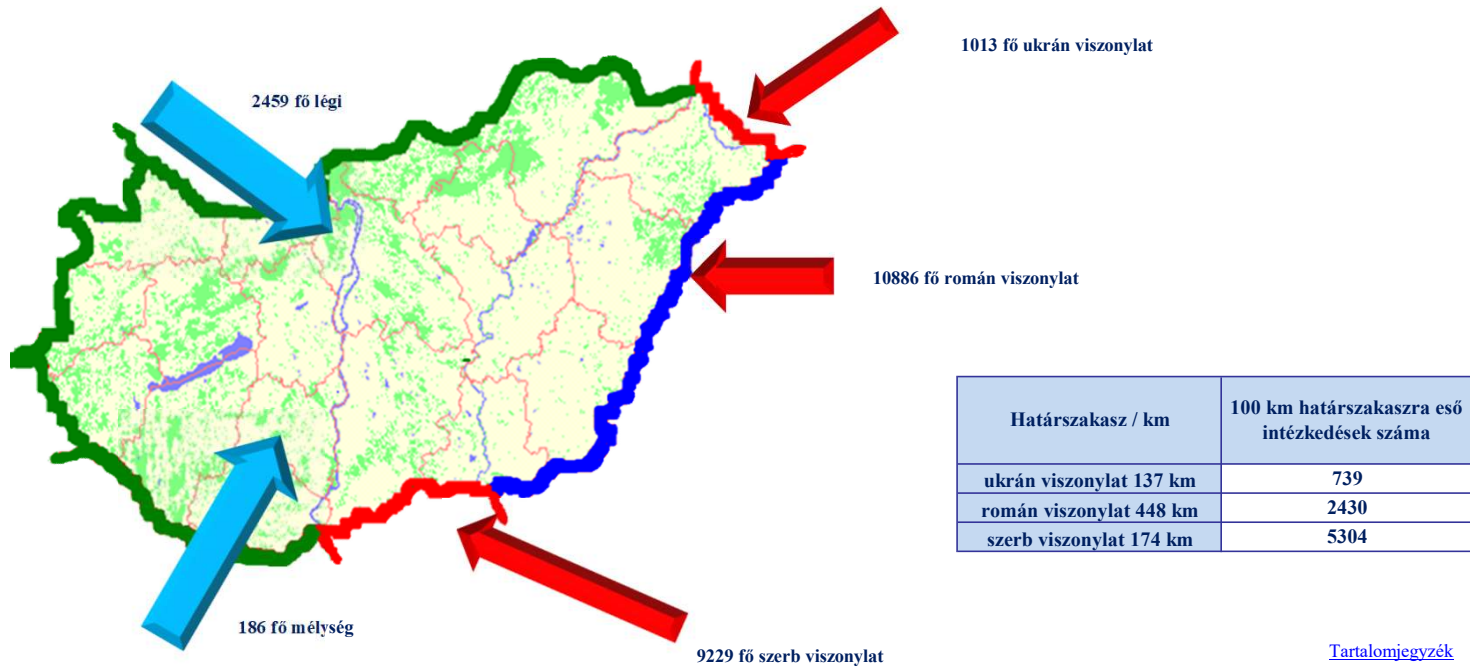 1013 fő ukrán viszonylat
2459 fő légi
10886 fő román viszonylat
Határszakasz / km
100 km határszakaszra eső
intézkedések száma
ukrán viszonylat 137 km
739
román viszonylat 448 km
2430
szerb viszonylat 174 km
5304
186 fő mélység
9229 fő szerb viszonylat
Tartalomjegyzék